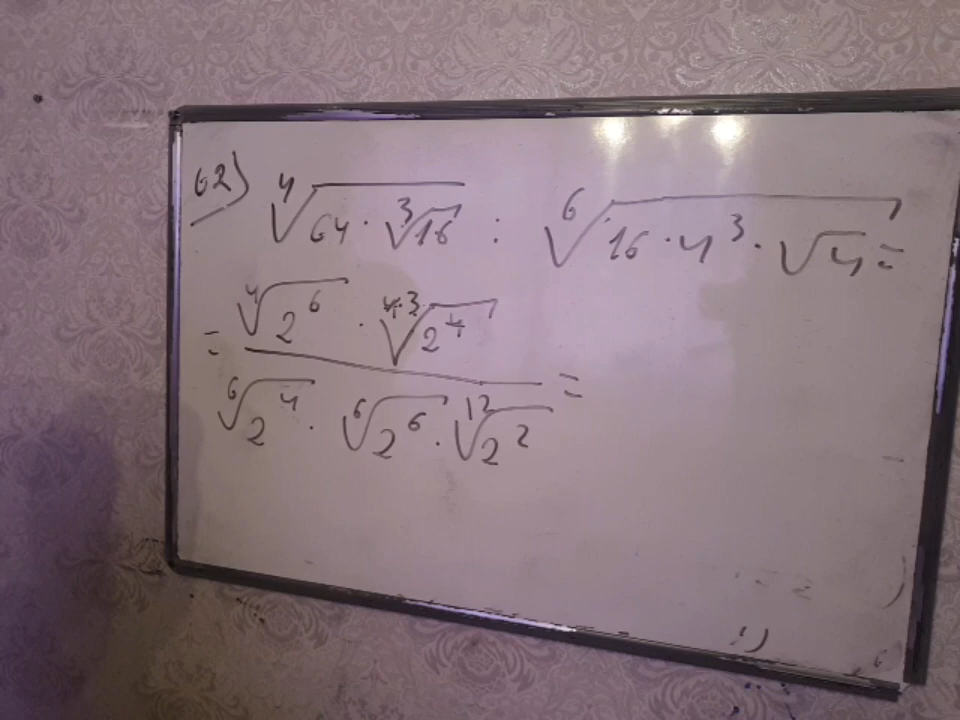 62) ⁴√(64 · ³√16) : ⁶√(16 · 4³ · √4) =
= (⁴√(2⁶) · ⁴·³√(2⁴)) / (⁶√(2⁴) · ⁶√(2⁶) · ¹²√(2²)) =